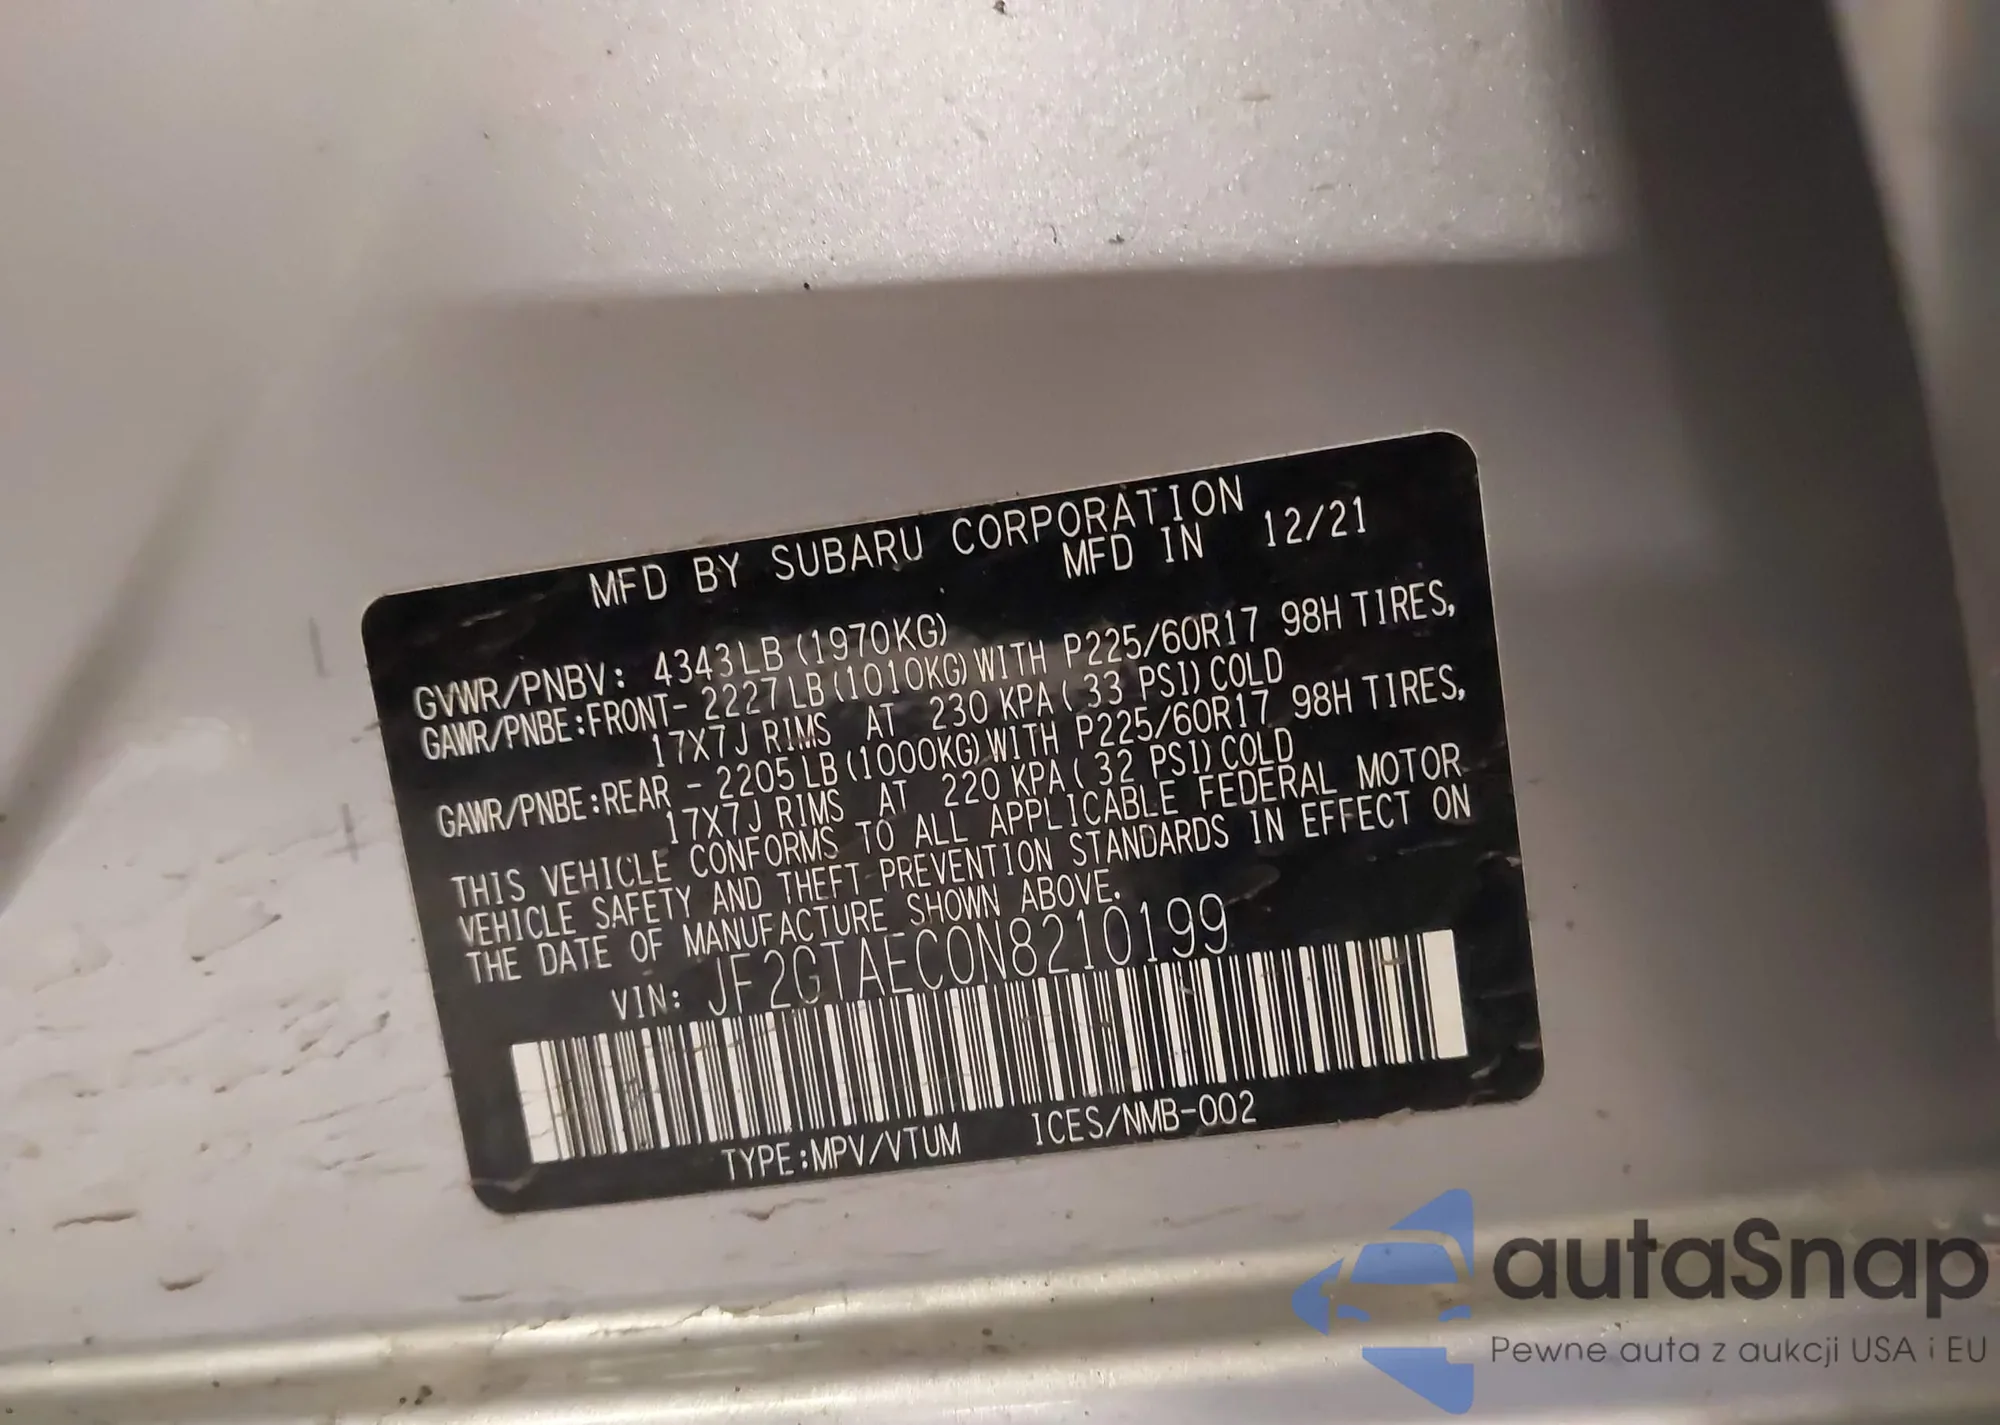 MFD BY SUBARU CORPORATION
MFD IN 12/21
GVWR/PNBV: 4343LB(1970KG)
GAWR/PNBE:FRONT- 2227LB(1010KG)WITH P225/60R17 98H TIRES,
17X7J RIMS AT 230 KPA( 33 PSI)COLD
GAWR/PNBE:REAR - 2205LB(1000KG)WITH P225/60R17 98H TIRES,
17X7J RIMS AT 220 KPA( 32 PSI)COLD
THIS VEHICLE CONFORMS TO ALL APPLICABLE FEDERAL MOTOR
VEHICLE SAFETY AND THEFT PREVENTION STANDARDS IN EFFECT ON
THE DATE OF MANUFACTURE SHOWN ABOVE.
VIN: JF2GTAEC0N8210199
TYPE:MPV/VTUM ICES/NMB-002
autaSnap
Pewne auta z aukcji USA i EU